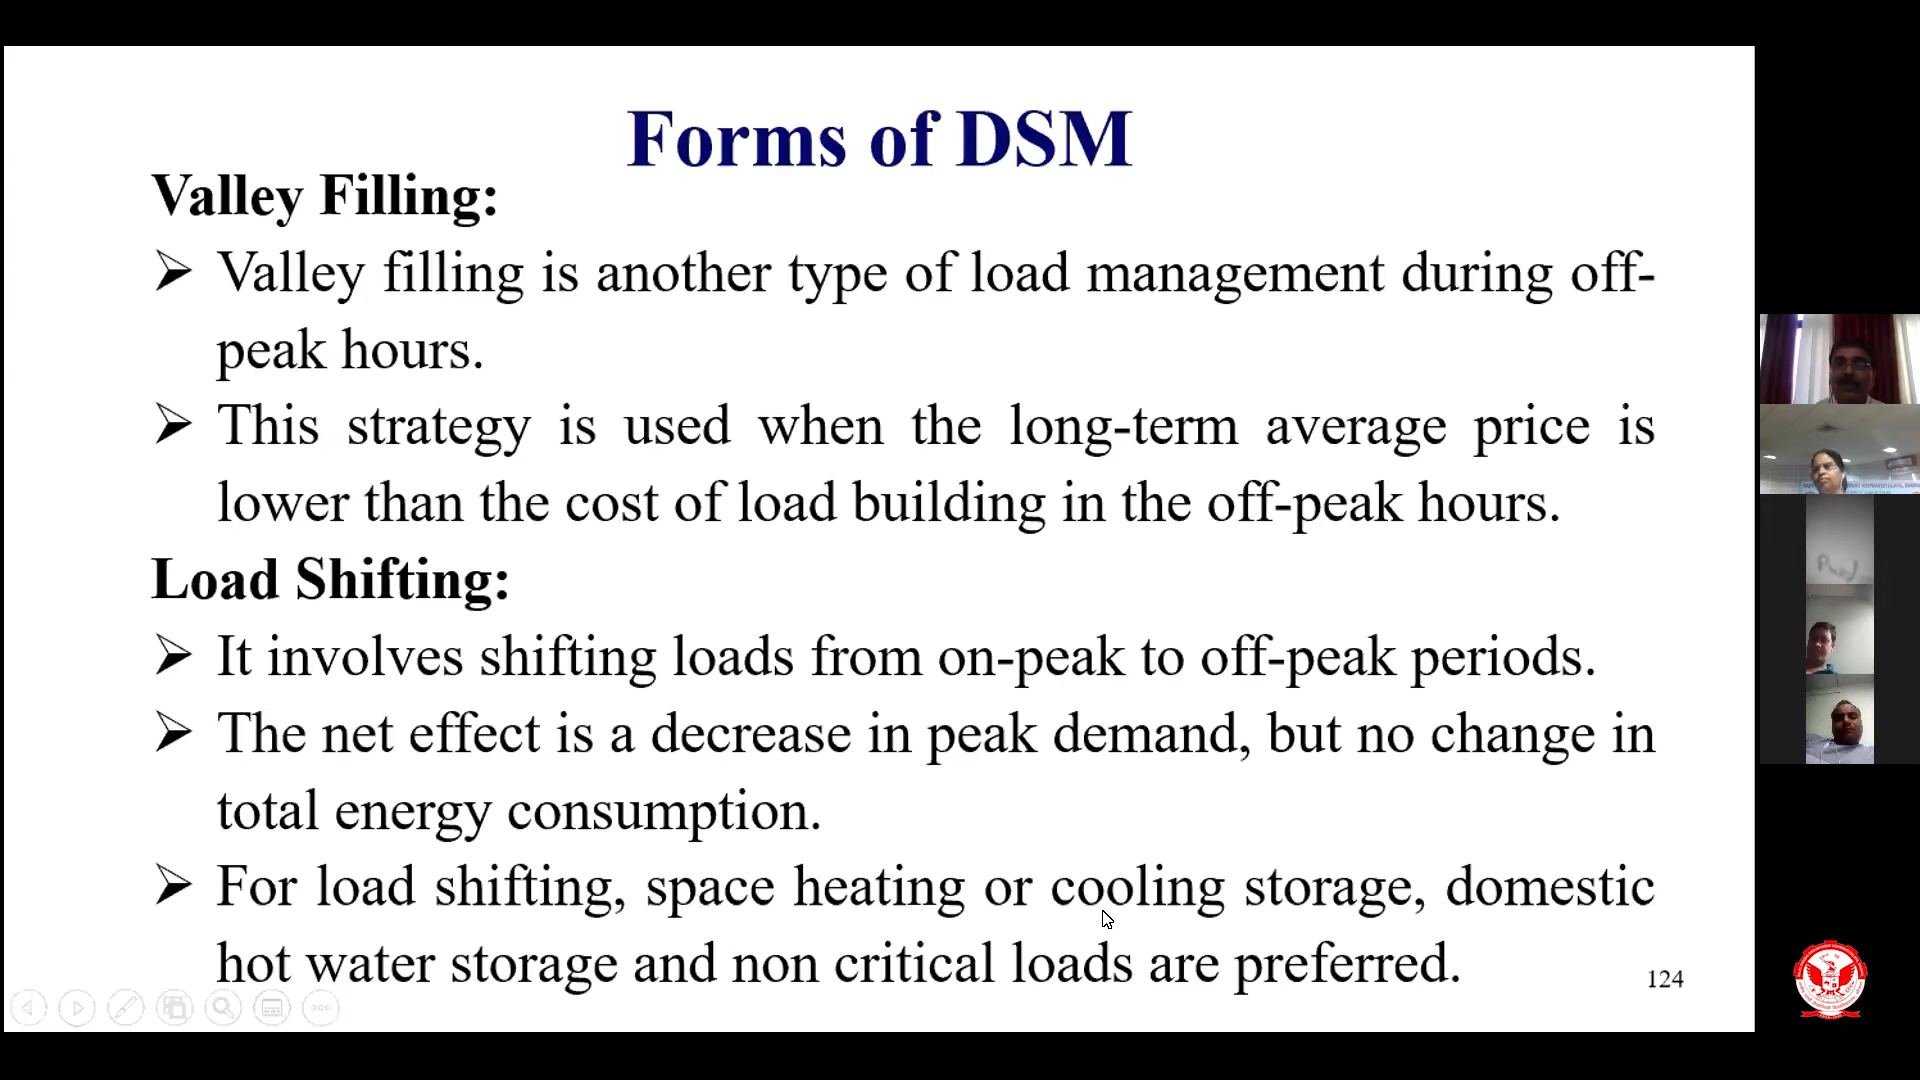 Forms of DSM
Valley Filling:
➢ Valley filling is another type of load management during off-
peak hours.
➢ This strategy is used when the long-term average price is
lower than the cost of load building in the off-peak hours.
Load Shifting:
➢ It involves shifting loads from on-peak to off-peak periods.
➢ The net effect is a decrease in peak demand, but no change in
total energy consumption.
➢ For load shifting, space heating or cooling storage, domestic
hot water storage and non critical loads are preferred.
124